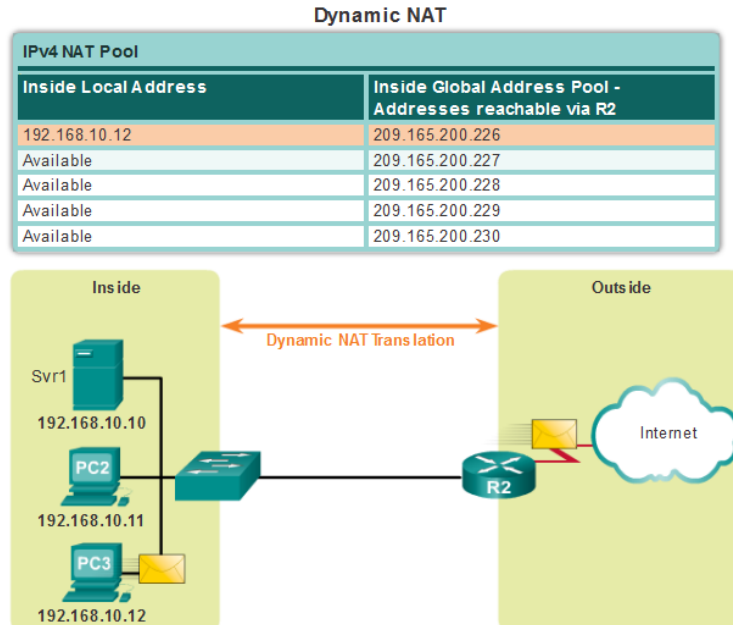 Dynamic NAT
IPv4 NAT Pool
Inside Local Address
Inside Global Address Pool -
Addresses reachable via R2
192.168.10.12
209.165.200.226
Available
209.165.200.227
Available
209.165.200.228
Available
209.165.200.229
Available
209.165.200.230
Inside
Outside
Dynamic NAT Translation
Svr1
192.168.10.10
PC2
192.168.10.11
PC3
192.168.10.12
R2
Internet